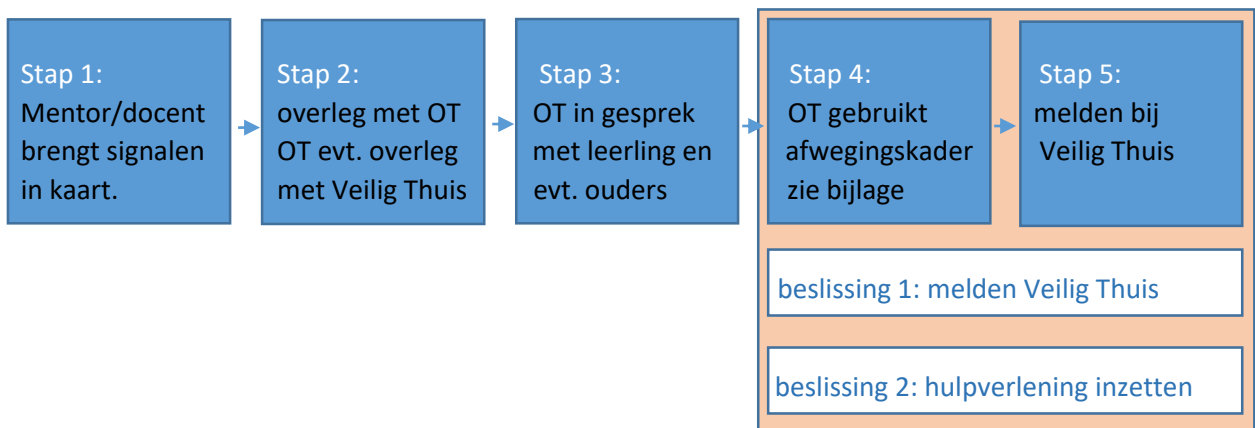 Stap 1:
Mentor/docent
brengt signalen
in kaart.
Stap 2:
overleg met OT
OT evt. overleg
met Veilig Thuis
Stap 3:
OT in gesprek
met leerling en
evt. ouders
Stap 4:
OT gebruikt
afwegingskader
zie bijlage
Stap 5:
melden bij
Veilig Thuis
beslissing 1: melden Veilig Thuis
beslissing 2: hulpverlening inzetten